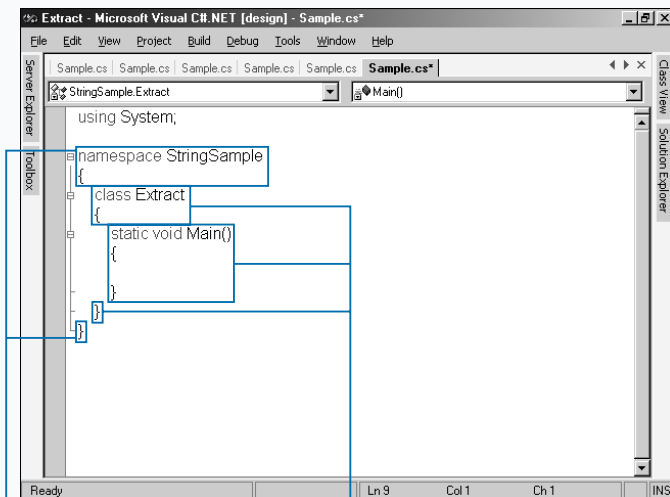 Extract - Microsoft Visual C#.NET [design] - Sample.cs*
File Edit View Project Build Debug Tools Window Help
Sample.cs Sample.cs Sample.cs Sample.cs Sample.cs Sample.cs*
StringSample.Extract Main()
Server Explorer
Toolbox
Class View
Solution Explorer
using System;
namespace StringSample
{
class Extract
{
static void Main()
{
}
}
}
Ready Ln 9 Col 1 Ch 1 INS